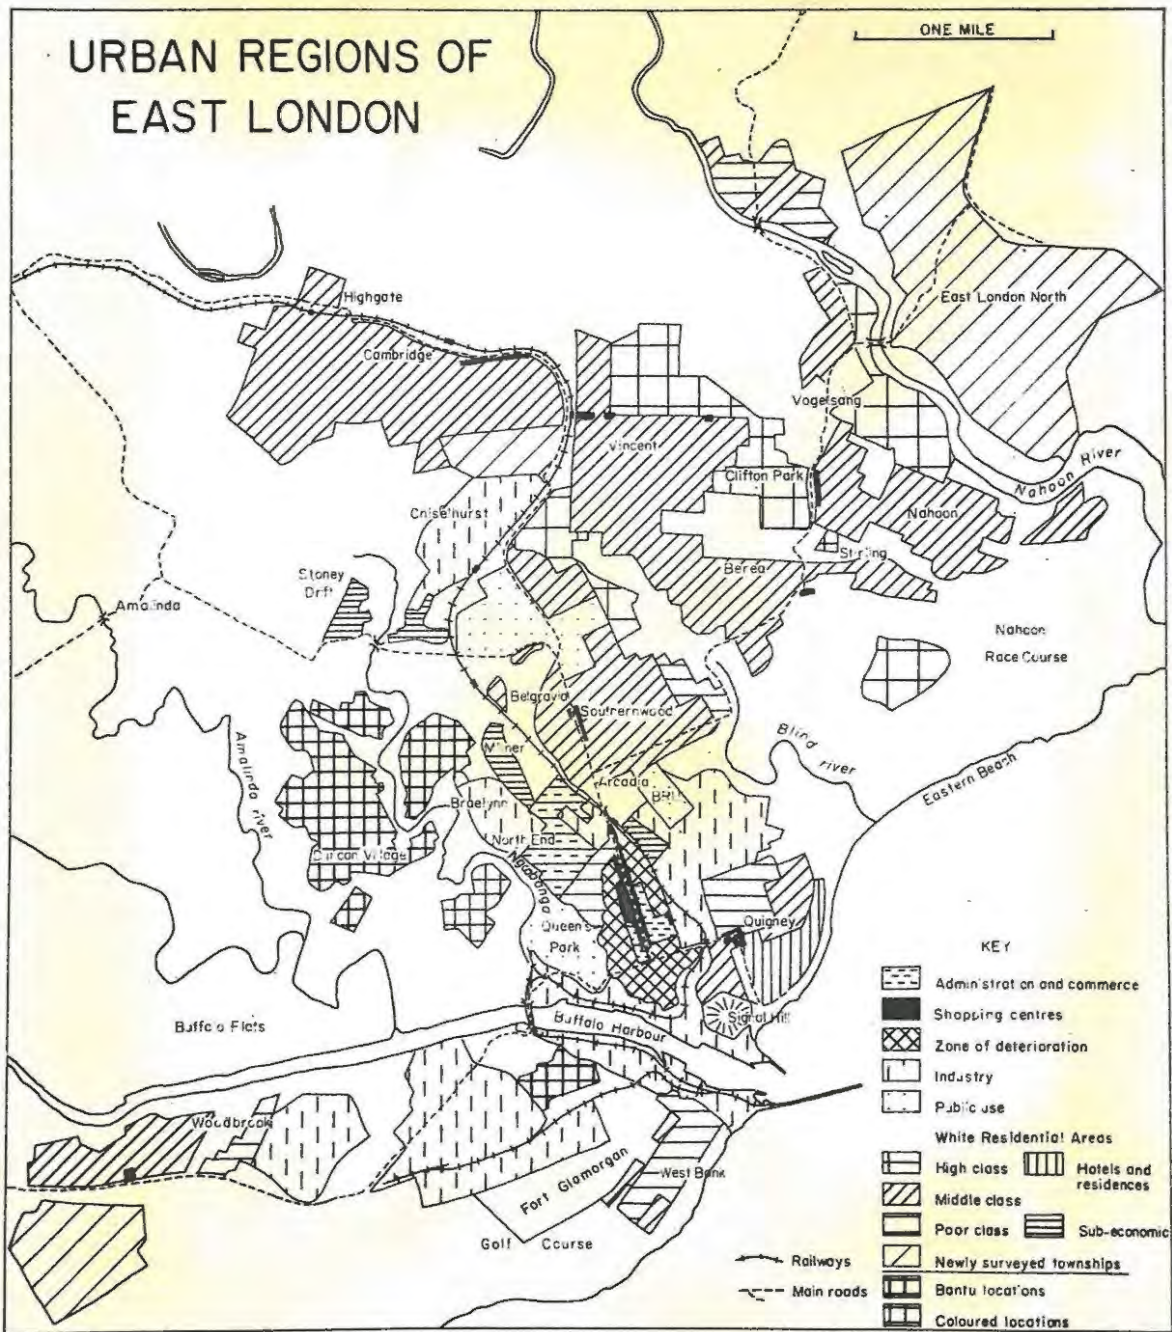 URBAN REGIONS OF
EAST LONDON
ONE MILE
Highgate
Cambridge
East London North
Vogelsang
Vincent
Clifton Park
Nahoon River
Chiselhurst
Nahoon
Stirling
Berea
Stoney
Drift
Amalinda
Nahoon
Race Course
Belgravia
Southernwood
Blind river
Eastern Beach
Milner
Arcadia
Amalinda river
Braelynn
North End
Duncan Village
Ngabanga
Queen's
Park
Quigney
Buffalo Flats
Buffalo Harbour
Signal Hill
Woodbrook
West Bank
Fort Glamorgan
Golf Course
KEY
Administration and commerce
Shopping centres
Zone of deterioration
Industry
Public use
White Residential Areas
High class
Hotels and
residences
Middle class
Poor class
Sub-economic
Newly surveyed townships
Bantu locations
Coloured locations
Railways
Main roads